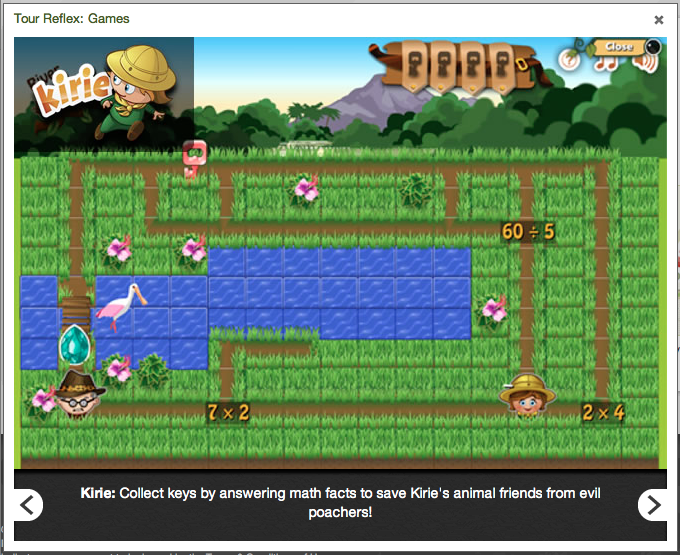 Tour Reflex: Games
Close
River
Kirie
60 ÷ 5
7 × 2
2 × 4
Kirie: Collect keys by answering math facts to save Kirie's animal friends from evil
poachers!